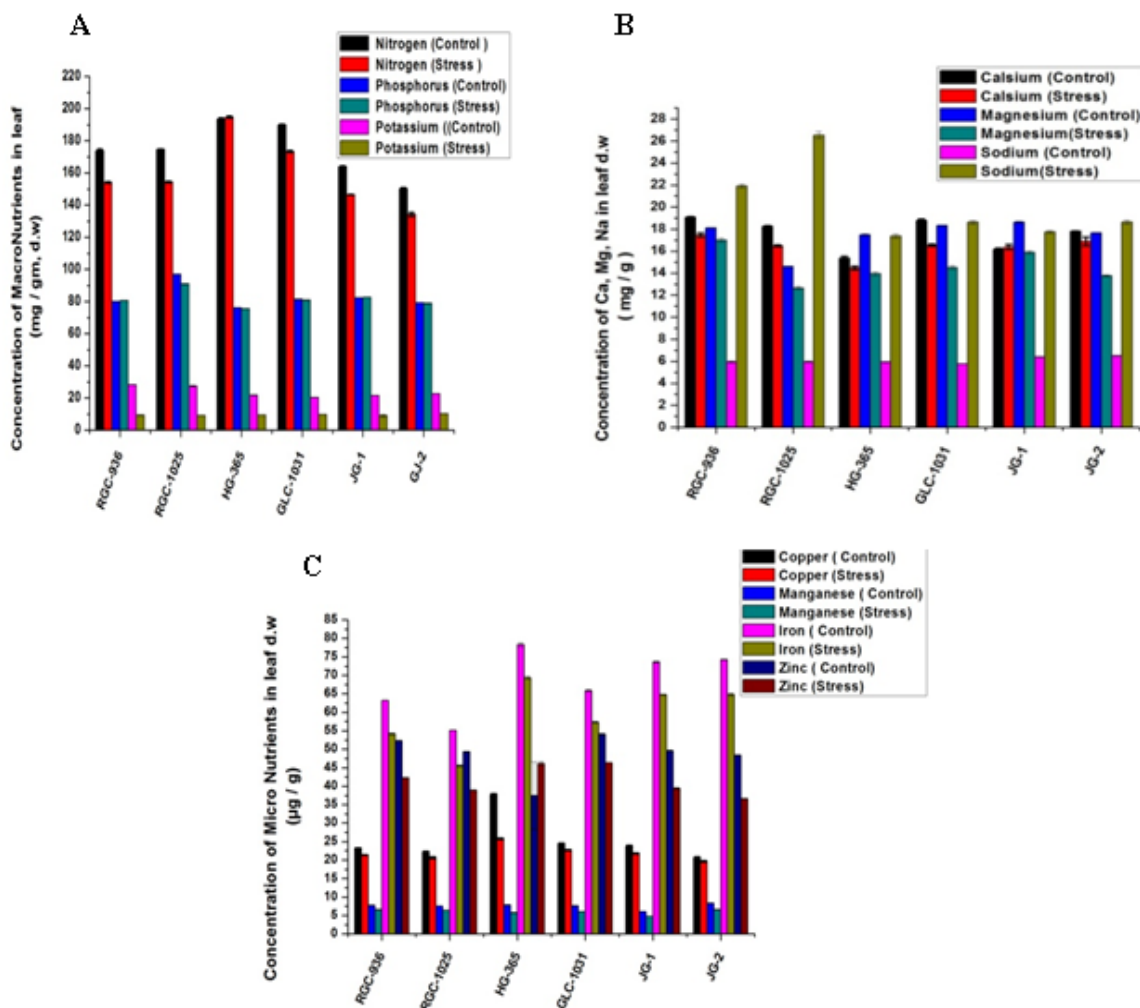 A
Nitrogen (Control )
Nitrogen (Stress )
Phosphorus (Control)
Phosphorus (Stress)
Potassium ((Control)
Potassium (Stress)
Concentration of MacroNutrients in leaf
(mg / gm, d.w)
220
200
180
160
140
120
100
80
60
40
20
0
RGC-936
RGC-1025
HG-365
GLC-1031
JG-1
GJ-2
B
Calsium (Control)
Calsium (Stress)
Magnesium (Control)
Magnesium(Stress)
Sodium (Control)
Sodium(Stress)
Concentration of Ca, Mg, Na in leaf d.w
( mg / g )
28
26
24
22
20
18
16
14
12
10
8
6
4
2
0
RGC-936
RGC-1025
HG-365
GLC-1031
JG-1
JG-2
C
Copper ( Control)
Copper (Stress)
Manganese ( Control)
Manganese (Stress)
Iron ( Control)
Iron (Stress)
Zinc ( Control)
Zinc (Stress)
Concentration of Micro Nutrients in leaf d.w
(µg / g)
85
80
75
70
65
60
55
50
45
40
35
30
25
20
15
10
5
0
RGC-936
RGC-1025
HG-365
GLC-1031
JG-1
JG-2